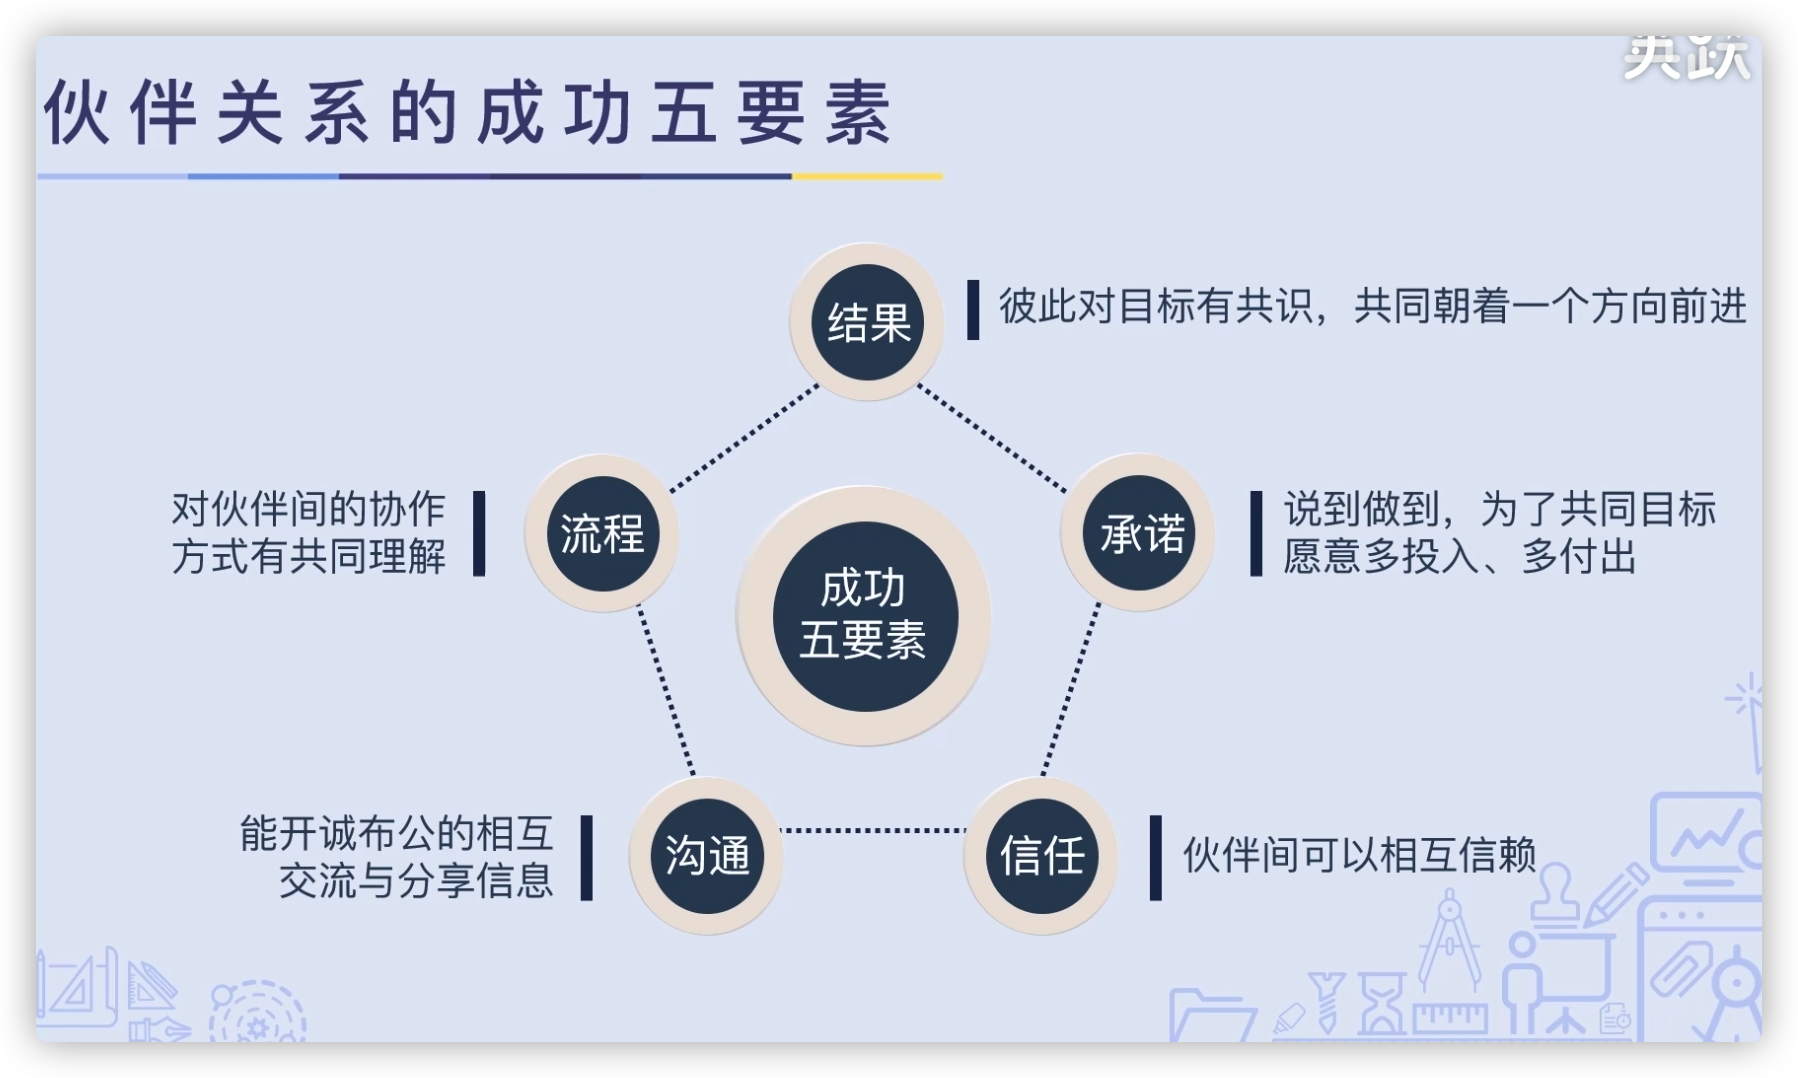 伙伴关系的成功五要素
结果
彼此对目标有共识，共同朝着一个方向前进
对伙伴间的协作
方式有共同理解
流程
承诺
说到做到，为了共同目标
愿意多投入、多付出
成功
五要素
能开诚布公的相互
交流与分享信息
沟通
信任
伙伴间可以相互信赖